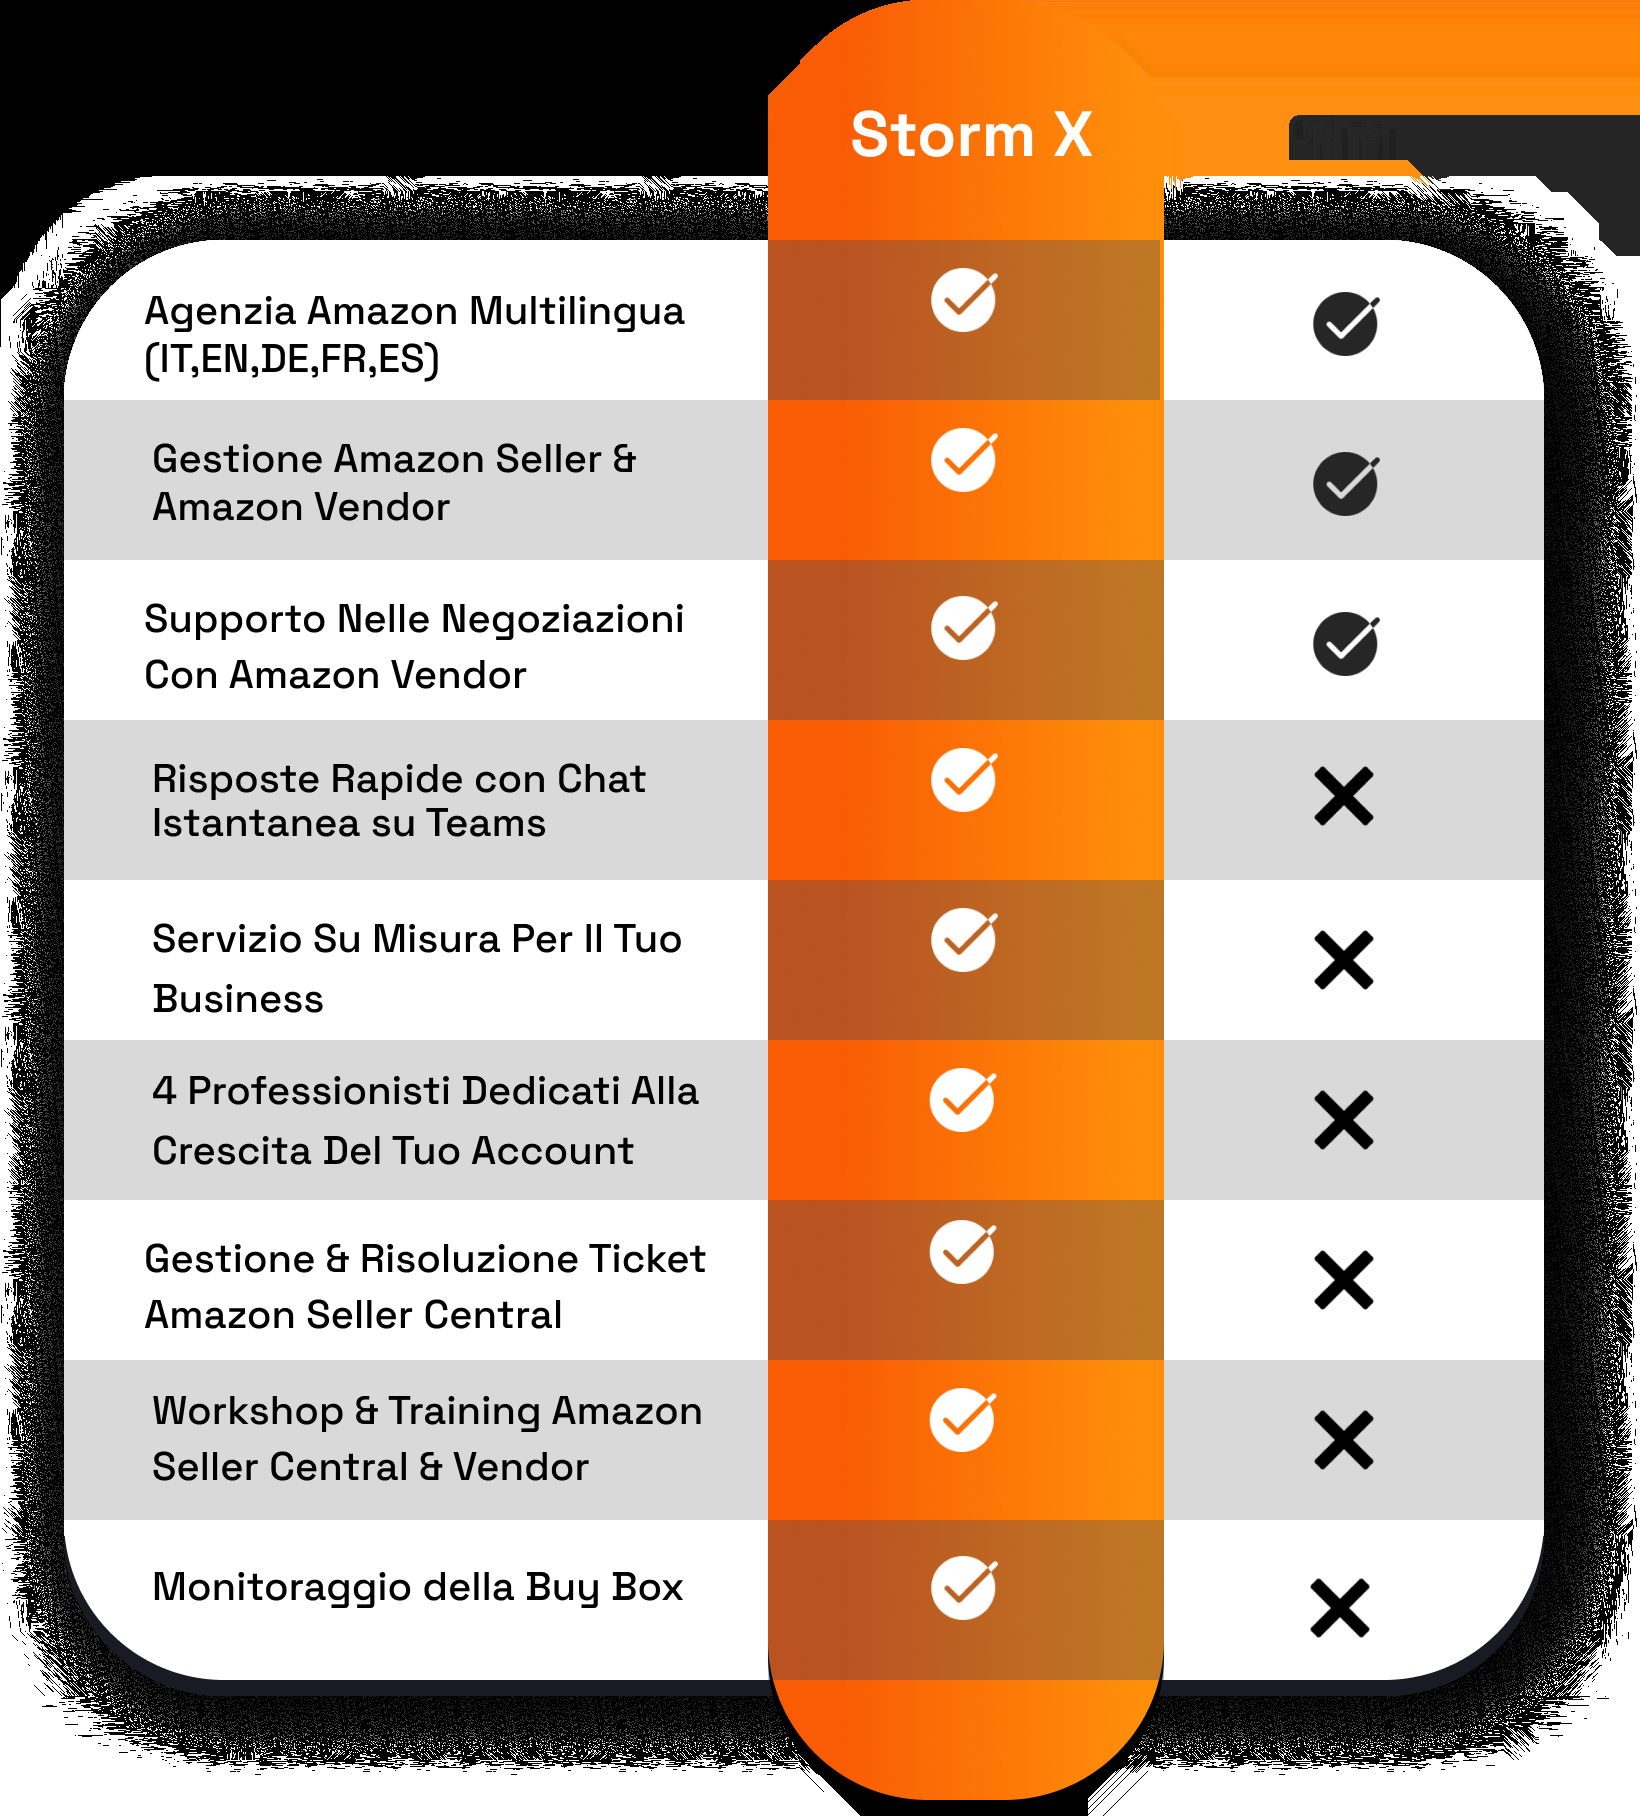 Storm X
Agenzia Amazon Multilingua
(IT,EN,DE,FR,ES)
Gestione Amazon Seller &
Amazon Vendor
Supporto Nelle Negoziazioni
Con Amazon Vendor
Risposte Rapide con Chat
Istantanea su Teams
Servizio Su Misura Per Il Tuo
Business
4 Professionisti Dedicati Alla
Crescita Del Tuo Account
Gestione & Risoluzione Ticket
Amazon Seller Central
Workshop & Training Amazon
Seller Central & Vendor
Monitoraggio della Buy Box